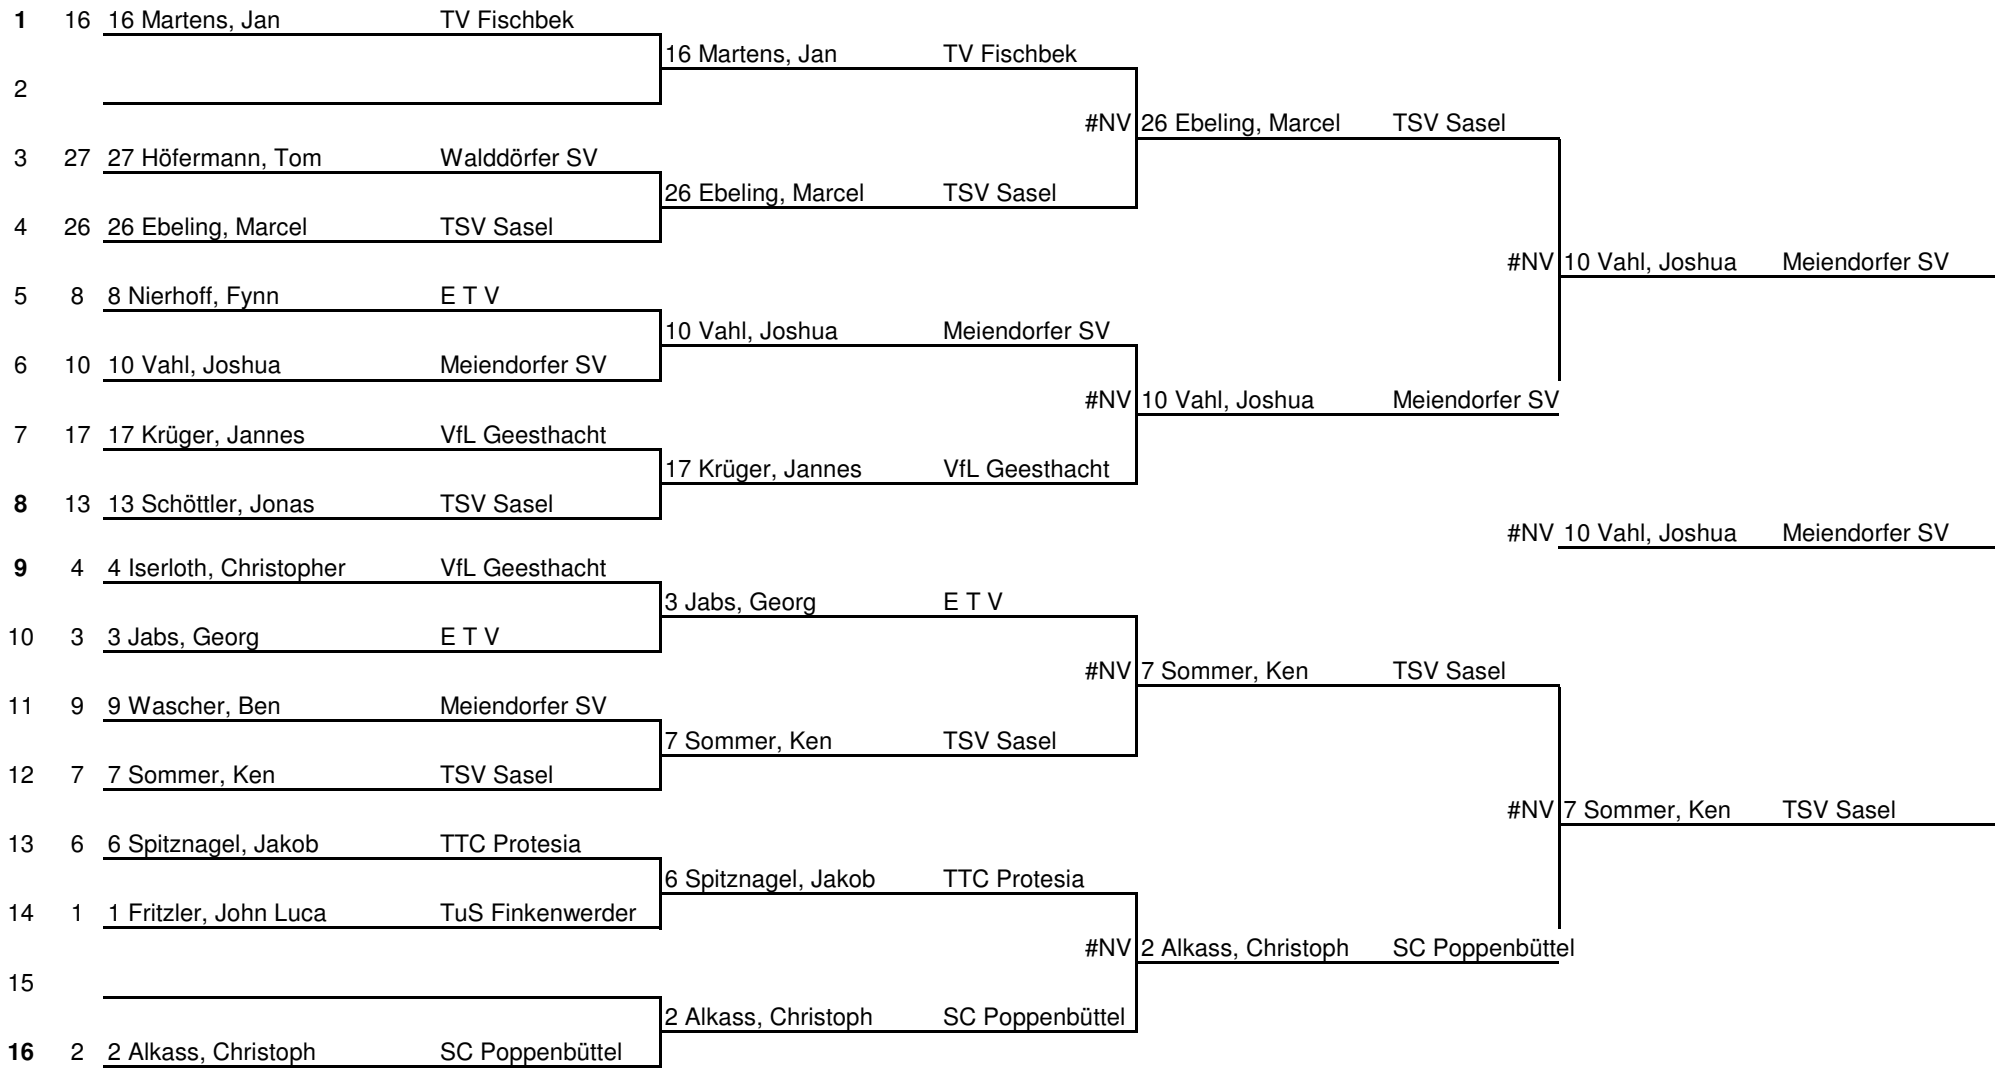 1 16 16 Martens, Jan TV Fischbek
16 Martens, Jan TV Fischbek
2
#NV 26 Ebeling, Marcel TSV Sasel
3 27 27 Höfermann, Tom Walddörfer SV
26 Ebeling, Marcel TSV Sasel
4 26 26 Ebeling, Marcel TSV Sasel
#NV 10 Vahl, Joshua Meiendorfer SV
5 8 8 Nierhoff, Fynn E T V
10 Vahl, Joshua Meiendorfer SV
6 10 10 Vahl, Joshua Meiendorfer SV
#NV 10 Vahl, Joshua Meiendorfer SV
7 17 17 Krüger, Jannes VfL Geesthacht
17 Krüger, Jannes VfL Geesthacht
8 13 13 Schöttler, Jonas TSV Sasel
#NV 10 Vahl, Joshua Meiendorfer SV
9 4 4 Iserloth, Christopher VfL Geesthacht
3 Jabs, Georg E T V
10 3 3 Jabs, Georg E T V
#NV 7 Sommer, Ken TSV Sasel
11 9 9 Wascher, Ben Meiendorfer SV
7 Sommer, Ken TSV Sasel
12 7 7 Sommer, Ken TSV Sasel
#NV 7 Sommer, Ken TSV Sasel
13 6 6 Spitznagel, Jakob TTC Protesia
6 Spitznagel, Jakob TTC Protesia
14 1 1 Fritzler, John Luca TuS Finkenwerder
#NV 2 Alkass, Christoph SC Poppenbüttel
15
2 Alkass, Christoph SC Poppenbüttel
16 2 2 Alkass, Christoph SC Poppenbüttel